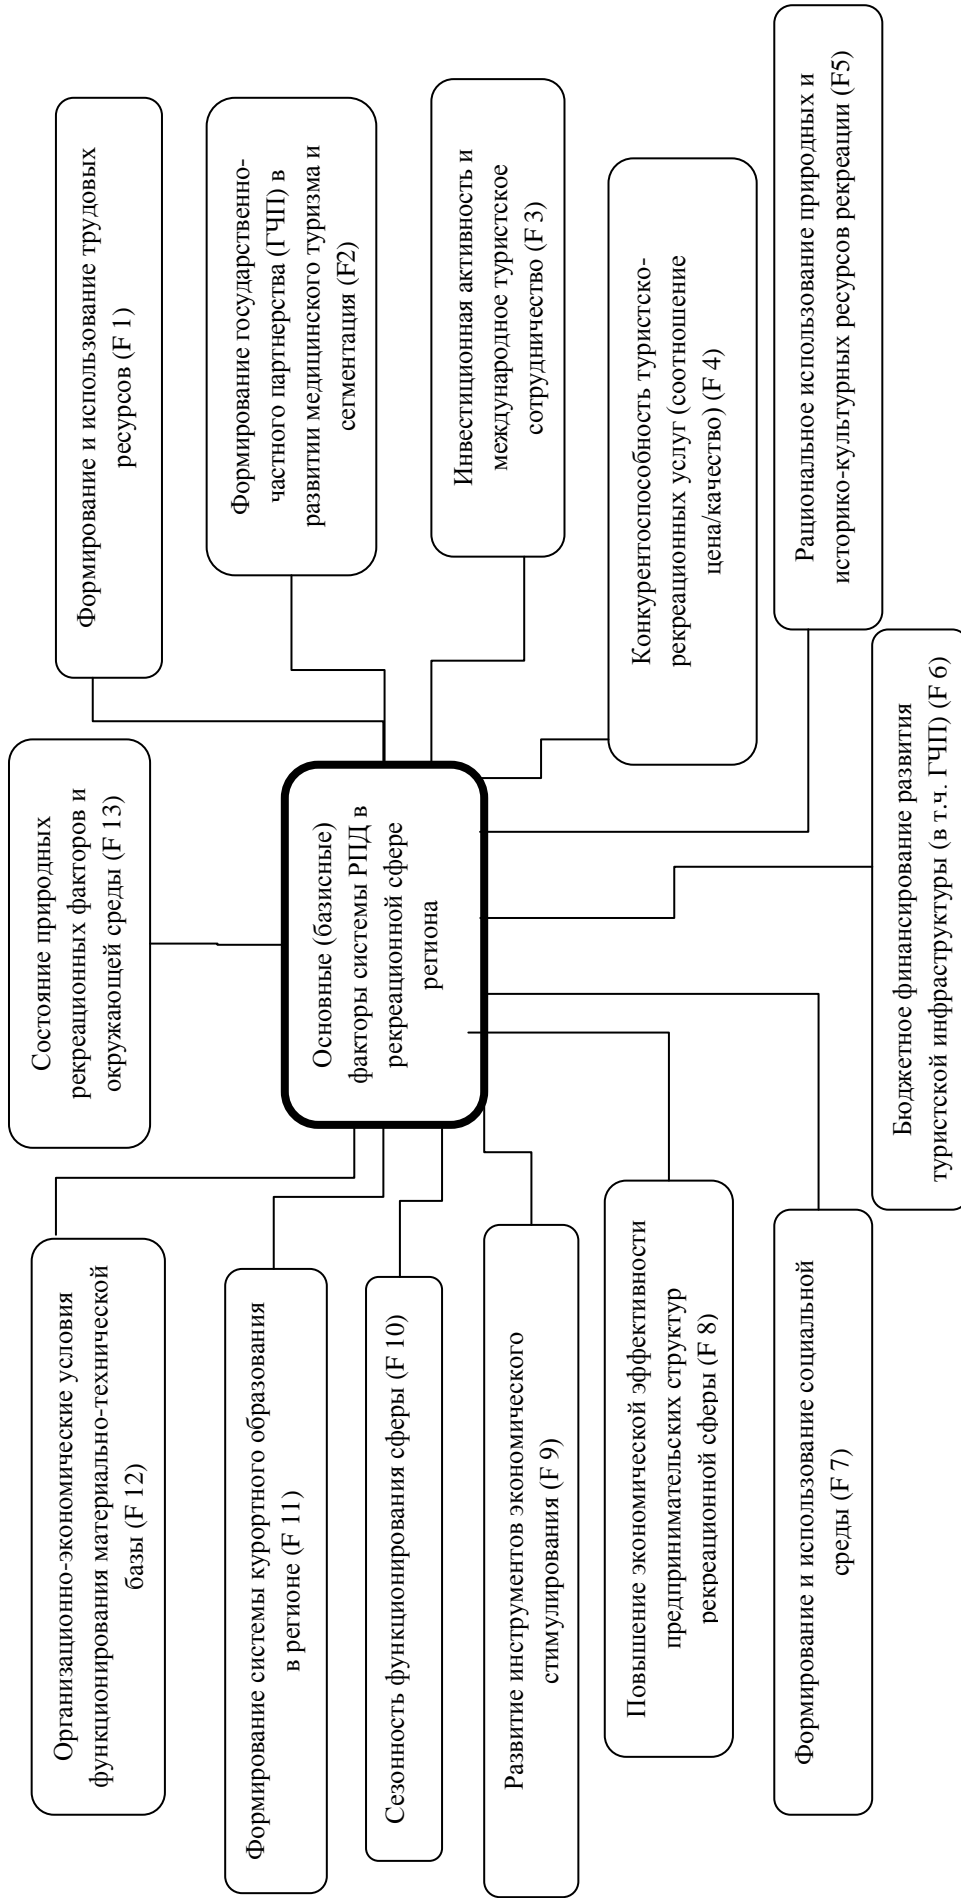 Состояние природных
рекреационных факторов и
окружающей среды (F 13)
Формирование и использование трудовых
ресурсов (F 1)
Формирование государственно-
частного партнерства (ГЧП) в
развитии медицинского туризма и
сегментация (F2)
Инвестиционная активность и
международное туристское
сотрудничество (F 3)
Конкурентоспособность туристско-
рекреационных услуг (соотношение
цена/качество) (F 4)
Рациональное использование природных и
историко-культурных ресурсов рекреации (F5)
Бюджетное финансирование развития
туристской инфраструктуры (в т.ч. ГЧП) (F 6)
Основные (базисные)
факторы системы РПД в
рекреационной сфере
региона
Организационно-экономические условия
функционирования материально-технической
базы (F 12)
Формирование системы курортного образования
в регионе (F 11)
Сезонность функционирования сферы (F 10)
Развитие инструментов экономического
стимулирования (F 9)
Повышение экономической эффективности
предпринимательских структур
рекреационной сферы (F 8)
Формирование и использование социальной
среды (F 7)